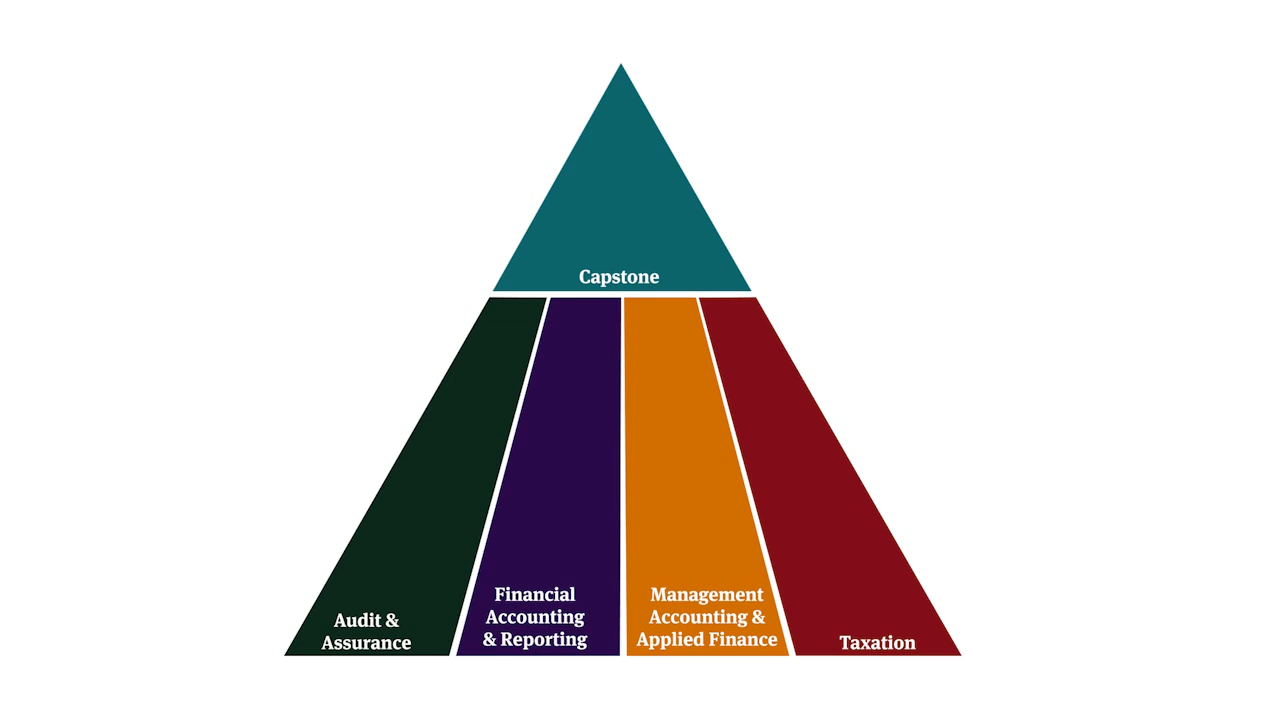 Capstone
Audit &
Assurance
Financial
Accounting
& Reporting
Management
Accounting &
Applied Finance
Taxation